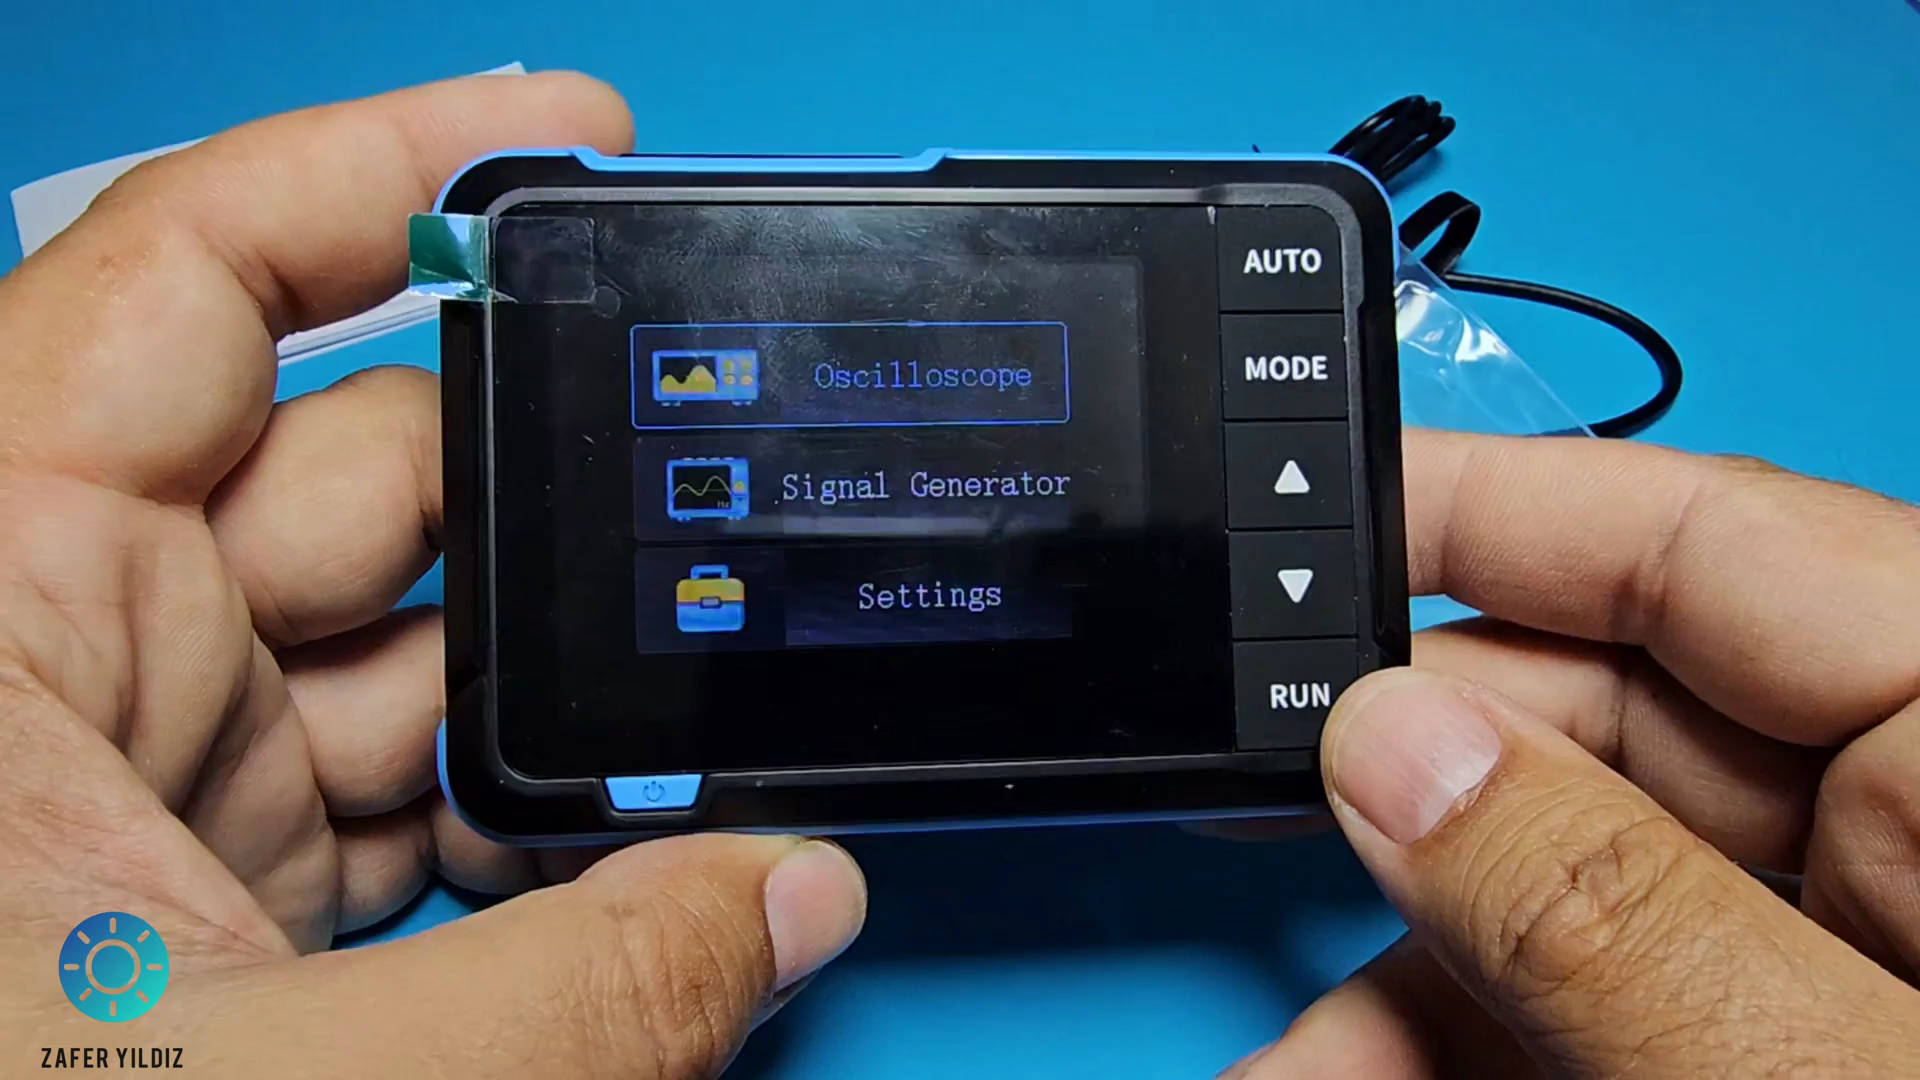 AUTO
MODE
Oscilloscope
Signal Generator
Settings
RUN
ZAFER YILDIZ